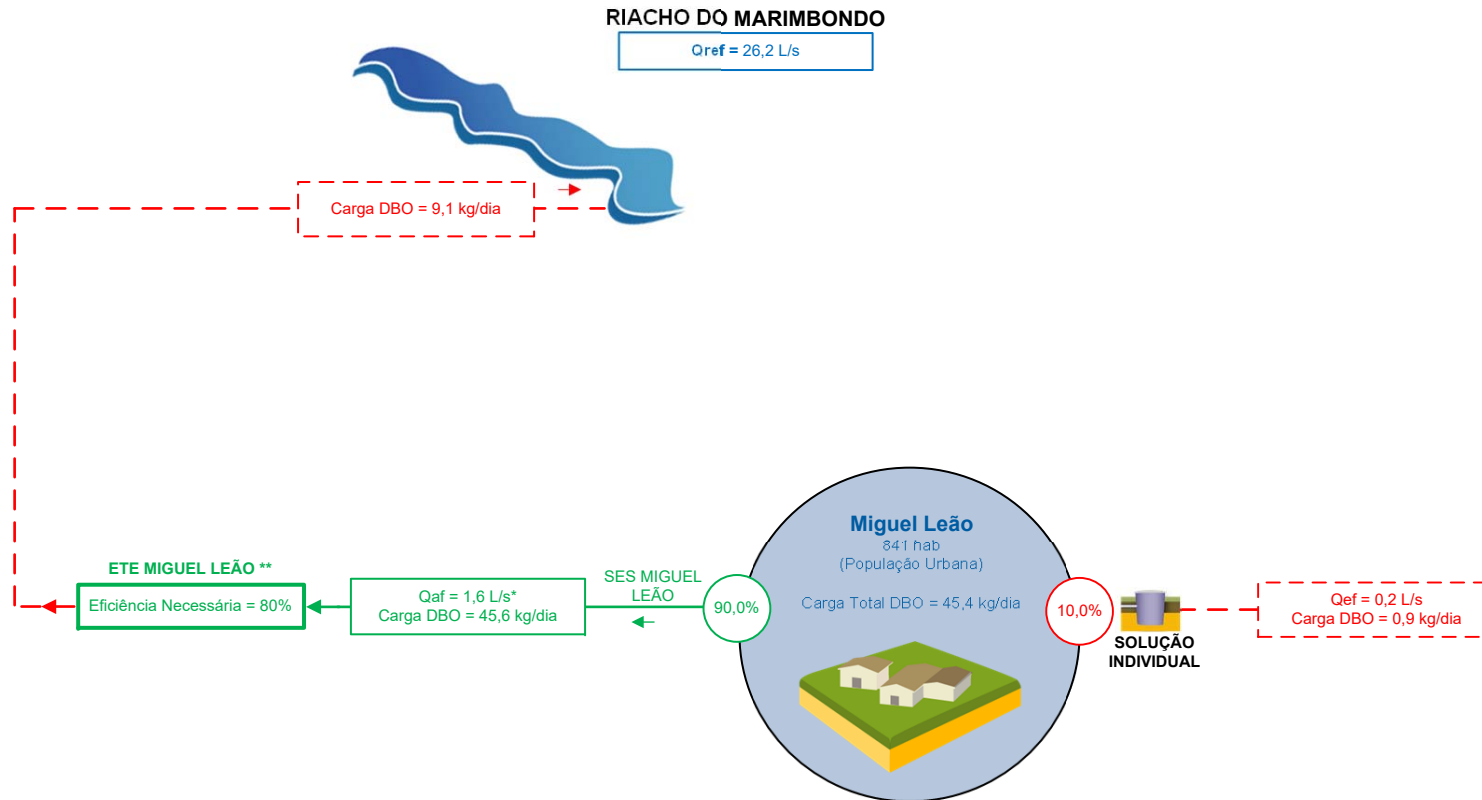 RIACHO DO MARIMBONDO
Qref = 26,2 L/s
Carga DBO = 9,1 kg/dia
ETE MIGUEL LEÃO **
Eficiência Necessária = 80%
Qaf = 1,6 L/s*
Carga DBO = 45,6 kg/dia
SES MIGUEL
LEÃO
90,0%
Miguel Leão
841 hab
(População Urbana)
Carga Total DBO = 45,4 kg/dia
10,0%
SOLUÇÃO
INDIVIDUAL
Qef = 0,2 L/s
Carga DBO = 0,9 kg/dia